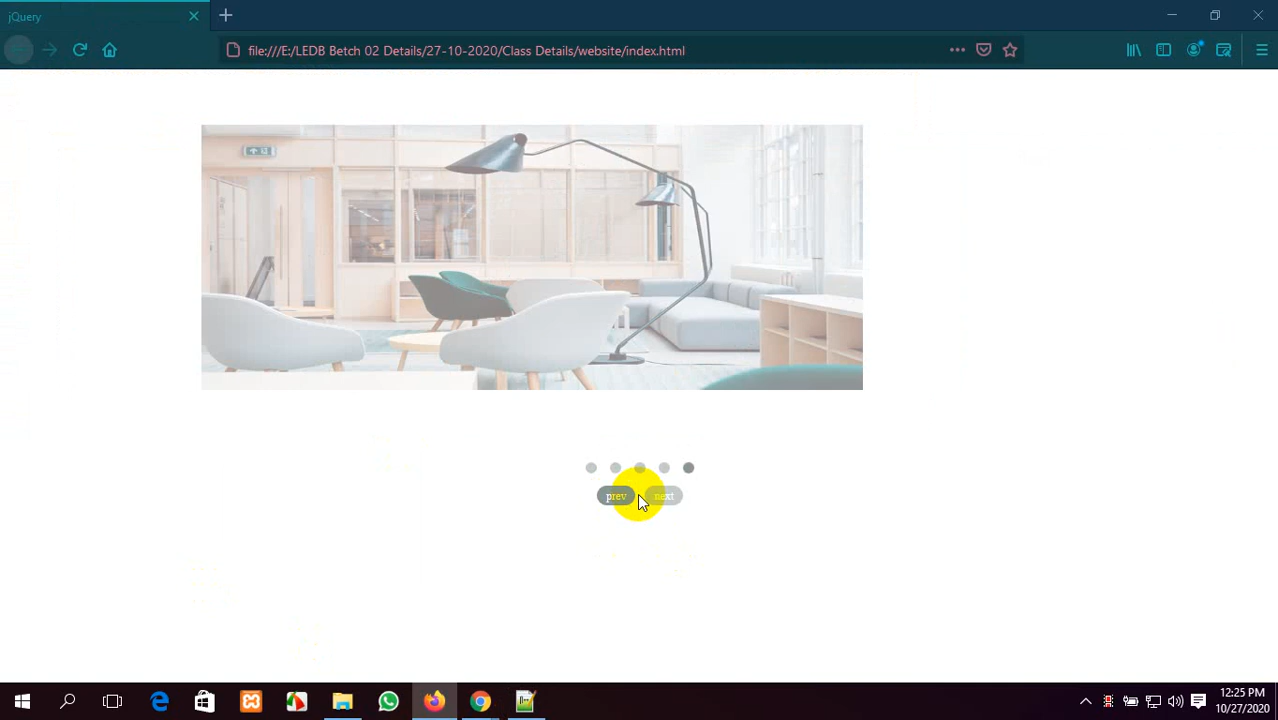 jQuery
file:///E:/LEDB Betch 02 Details/27-10-2020/Class Details/website/index.html
prev
next
12:25 PM
10/27/2020